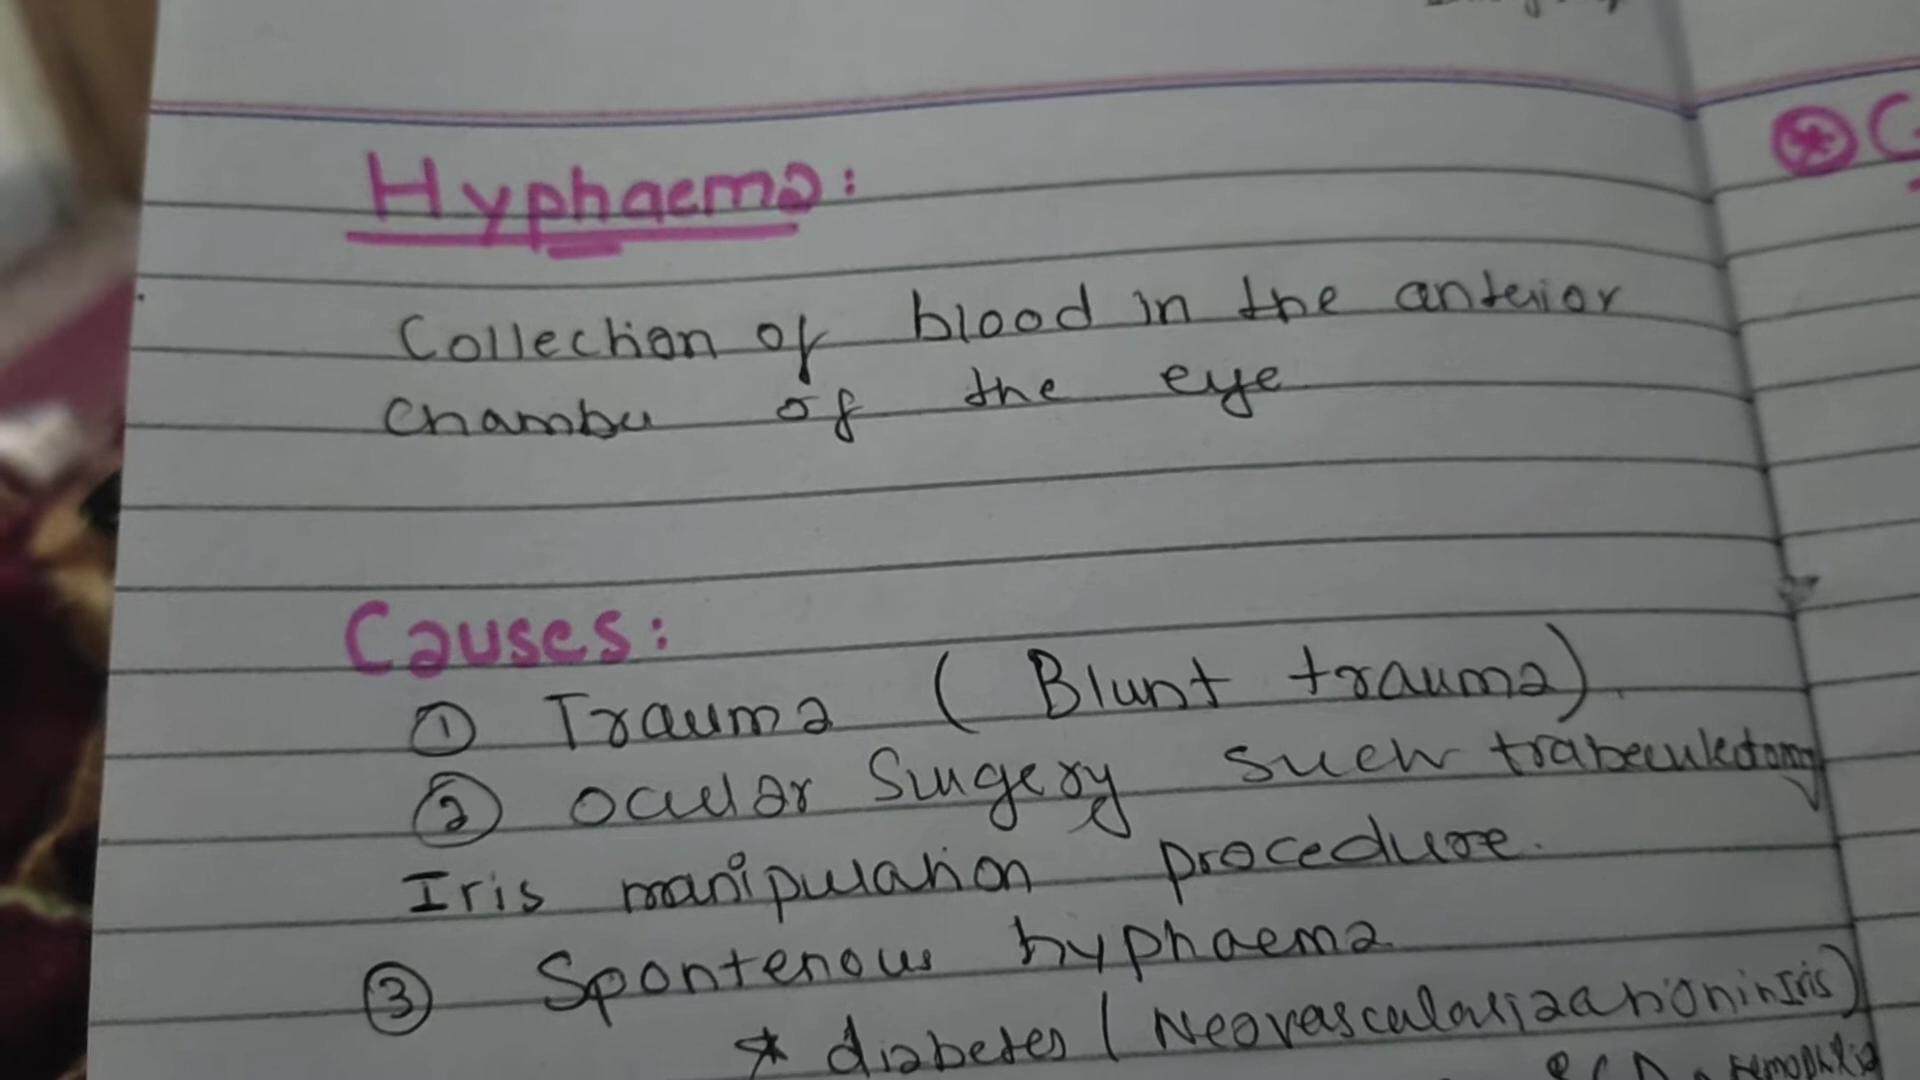 Hyphaema:
Collection of blood in the anterior
chamber of the eye
Causes:
① Trauma ( Blunt trauma).
② ocular Surgery such trabeculectomy
Iris manipulation procedure.
③ Spontenous hyphaema
* diabetes ( Neovascularization in Iris)